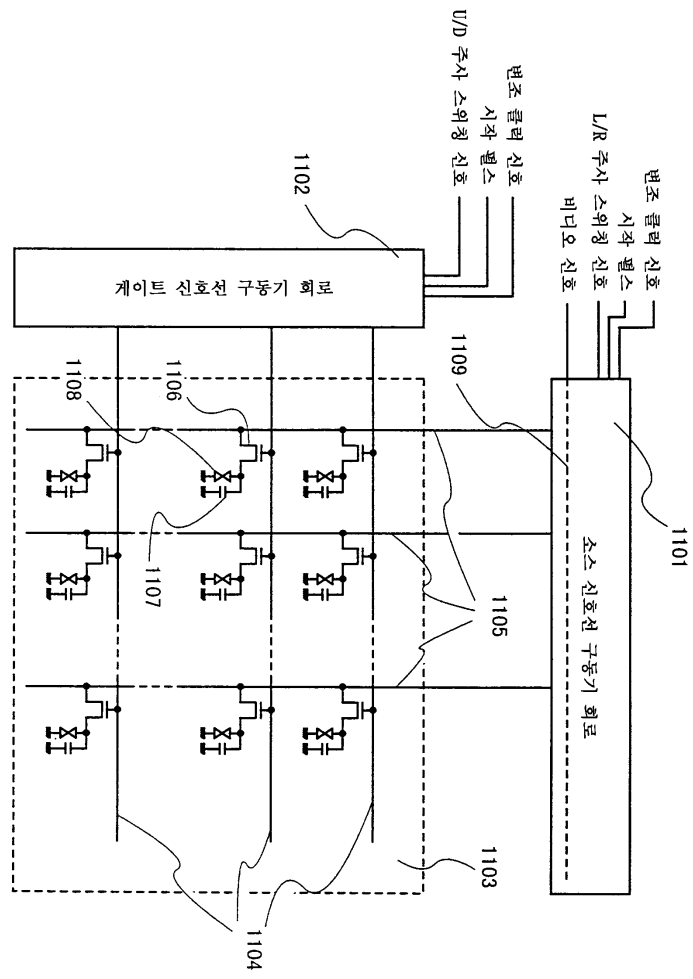 변조 클럭 신호
시작 펄스
L/R 주사 스위칭 신호
비디오 신호
1101
소스 신호선 구동기 회로
변조 클럭 신호
시작 펄스
U/D 주사 스위칭 신호
1109
1105
1103
1102
게이트 신호선 구동기 회로
1106
1108
1107
1104